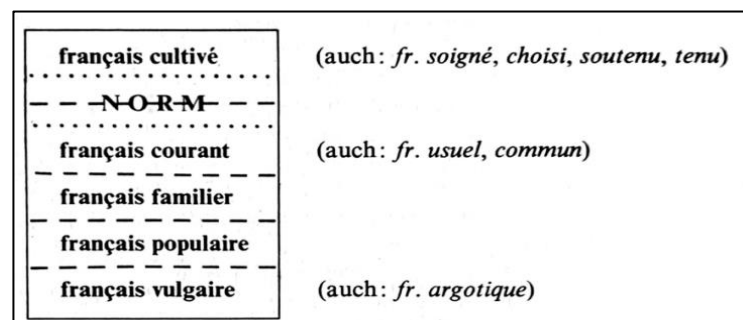 français cultivé (auch: fr. soigné, choisi, soutenu, tenu)
NORM
français courant (auch: fr. usuel, commun)
français familier
français populaire
français vulgaire (auch: fr. argotique)